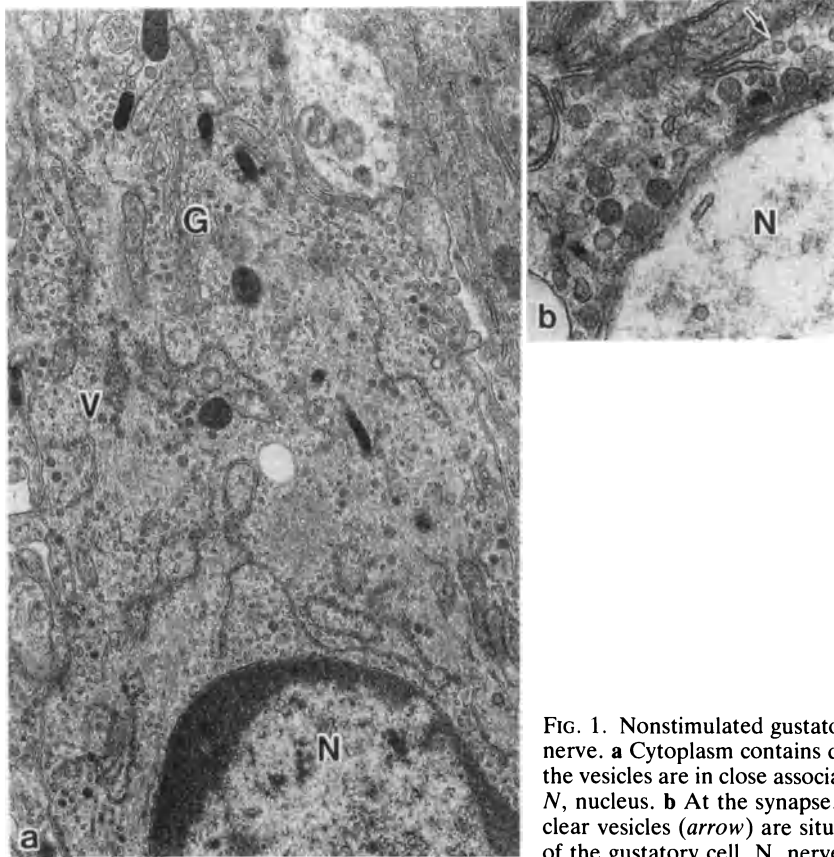 G
V
N
a
N
b
FIG. 1. Nonstimulated gustato
nerve. a Cytoplasm contains
the vesicles are in close associa
N, nucleus. b At the synapse
clear vesicles (arrow) are situ
of the gustatory cell. N, nerve